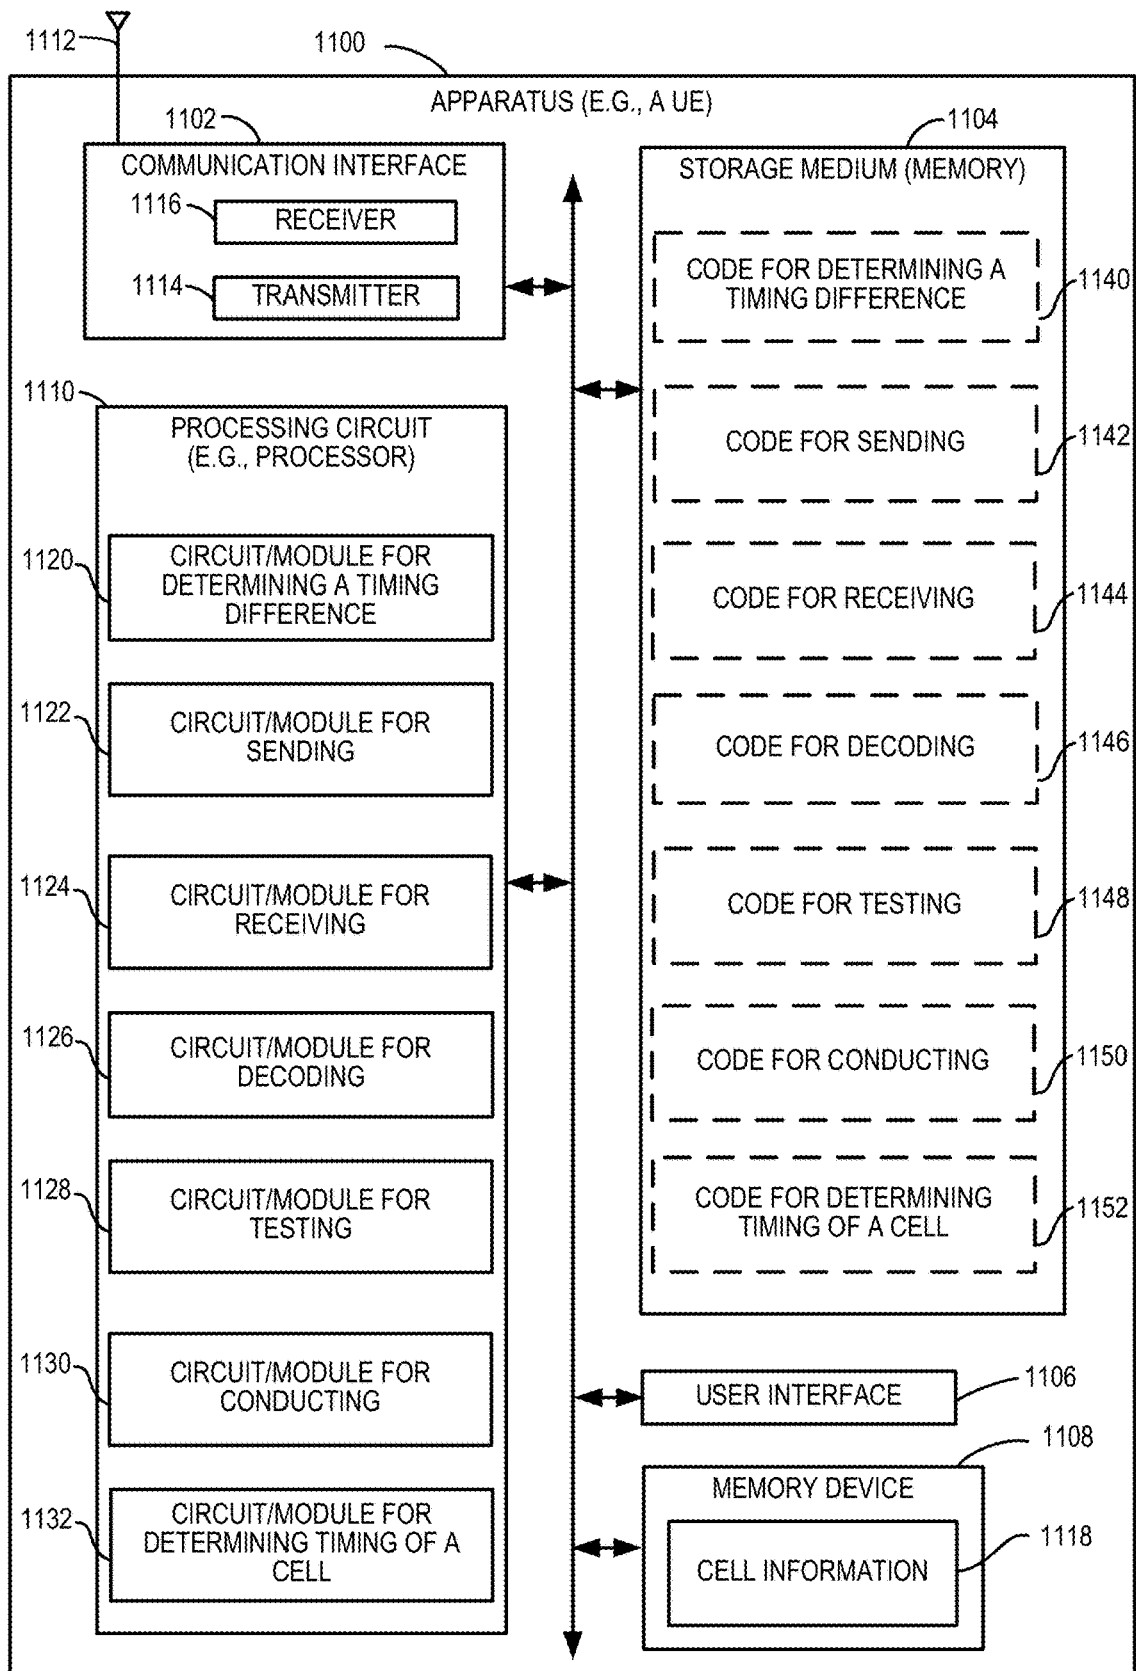 1112
1100
APPARATUS (E.G., A UE)
1102
COMMUNICATION INTERFACE
1116
RECEIVER
1114
TRANSMITTER
1110
PROCESSING CIRCUIT
(E.G., PROCESSOR)
1120
CIRCUIT/MODULE FOR
DETERMINING A TIMING
DIFFERENCE
1122
CIRCUIT/MODULE FOR
SENDING
1124
CIRCUIT/MODULE FOR
RECEIVING
1126
CIRCUIT/MODULE FOR
DECODING
1128
CIRCUIT/MODULE FOR
TESTING
1130
CIRCUIT/MODULE FOR
CONDUCTING
1132
CIRCUIT/MODULE FOR
DETERMINING TIMING OF A
CELL
1104
STORAGE MEDIUM (MEMORY)
CODE FOR DETERMINING A
TIMING DIFFERENCE
1140
CODE FOR SENDING
1142
CODE FOR RECEIVING
1144
CODE FOR DECODING
1146
CODE FOR TESTING
1148
CODE FOR CONDUCTING
1150
CODE FOR DETERMINING
TIMING OF A CELL
1152
USER INTERFACE
1106
1108
MEMORY DEVICE
CELL INFORMATION
1118